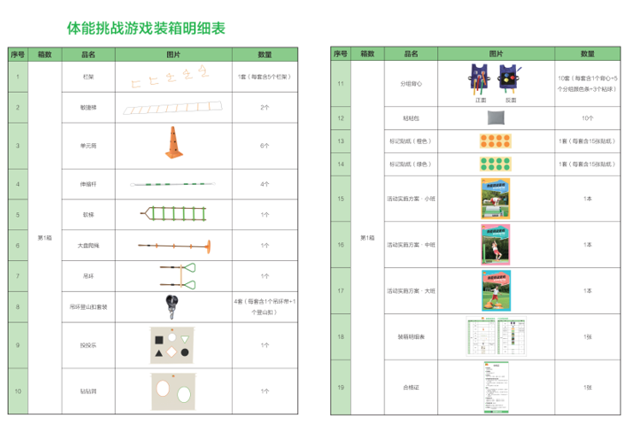 体能挑战游戏装箱明细表
序号 箱数 品名 图片 数量
1 栏架 1套（每套含5个栏架）
2 敏捷梯 2个
3 单元筒 6个
4 伸缩杆 4个
5 软梯 1个
第1箱
6 大盘爬绳 1个
7 吊环 1个
8 吊环登山扣套装 4套（每套含1个吊环带+1
个登山扣）
9 投投乐 1个
10 钻钻洞 1个
序号 箱数 品名 图片 数量
11 分组背心 正面 反面 10套（每套含1个背心+5
个分组颜色条+3个粘球）
12 粘粘包 10个
13 标记贴纸（橙色） 1套（每套含15张贴纸）
14 标记贴纸（绿色） 1套（每套含15张贴纸）
15 活动实施方案·小班 1本
第1箱
16 活动实施方案·中班 1本
17 活动实施方案·大班 1本
18 装箱明细表 1张
19 合格证 1张